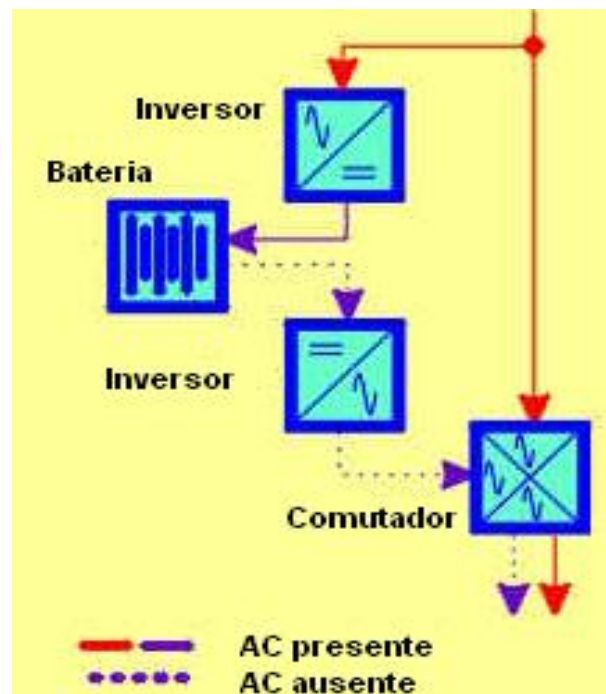 Inversor
Bateria
Inversor
Comutador
AC presente
AC ausente